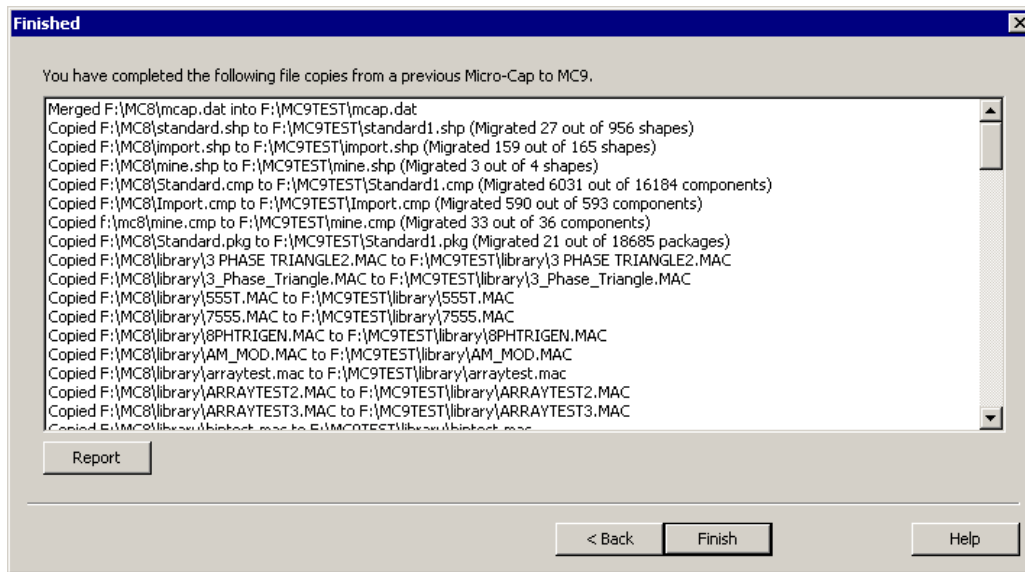 Finished
You have completed the following file copies from a previous Micro-Cap to MC9.
Merged F:\MC8\mcap.dat into F:\MC9TEST\mcap.dat
Copied F:\MC8\standard.shp to F:\MC9TEST\standard1.shp (Migrated 27 out of 956 shapes)
Copied F:\MC8\import.shp to F:\MC9TEST\import.shp (Migrated 159 out of 165 shapes)
Copied F:\MC8\mine.shp to F:\MC9TEST\mine.shp (Migrated 3 out of 4 shapes)
Copied F:\MC8\Standard.cmp to F:\MC9TEST\Standard1.cmp (Migrated 6031 out of 16184 components)
Copied F:\MC8\Import.cmp to F:\MC9TEST\Import.cmp (Migrated 590 out of 593 components)
Copied f:\mc8\mine.cmp to F:\MC9TEST\mine.cmp (Migrated 33 out of 36 components)
Copied F:\MC8\Standard.pkg to F:\MC9TEST\Standard1.pkg (Migrated 21 out of 18685 packages)
Copied F:\MC8\library\3 PHASE TRIANGLE2.MAC to F:\MC9TEST\library\3 PHASE TRIANGLE2.MAC
Copied F:\MC8\library\3_Phase_Triangle.MAC to F:\MC9TEST\library\3_Phase_Triangle.MAC
Copied F:\MC8\library\555T.MAC to F:\MC9TEST\library\555T.MAC
Copied F:\MC8\library\7555.MAC to F:\MC9TEST\library\7555.MAC
Copied F:\MC8\library\8PHTRIGEN.MAC to F:\MC9TEST\library\8PHTRIGEN.MAC
Copied F:\MC8\library\AM_MOD.MAC to F:\MC9TEST\library\AM_MOD.MAC
Copied F:\MC8\library\arraytest.mac to F:\MC9TEST\library\arraytest.mac
Copied F:\MC8\library\ARRAYTEST2.MAC to F:\MC9TEST\library\ARRAYTEST2.MAC
Copied F:\MC8\library\ARRAYTEST3.MAC to F:\MC9TEST\library\ARRAYTEST3.MAC
Report
< Back
Finish
Help